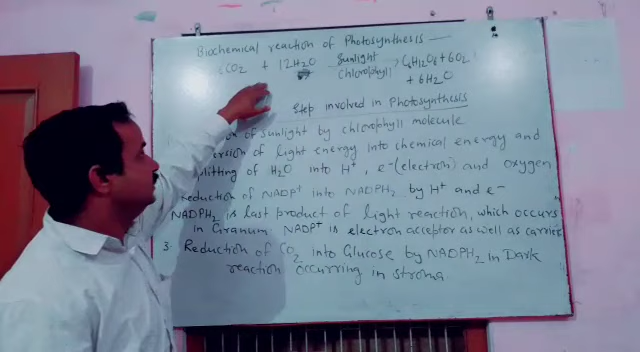 Biochemical reaction of Photosynthesis —
CO2 + 12H2O Sunlight C6H12O6 + 6O2
Chlorophyll + 6H2O
Step involved in Photosynthesis
of sunlight by chlorophyll molecule
of light energy into chemical energy and
of H2O into H+, e-(electron) and oxygen
reduction of NADP+ into NADPH2 by H+ and e-
NADPH2 is last product of light reaction, which occurs
in Granum NADP+ is electron acceptor as well as carrier
3. Reduction of CO2 into Glucose by NADPH2 in Dark
reaction occurring in stroma